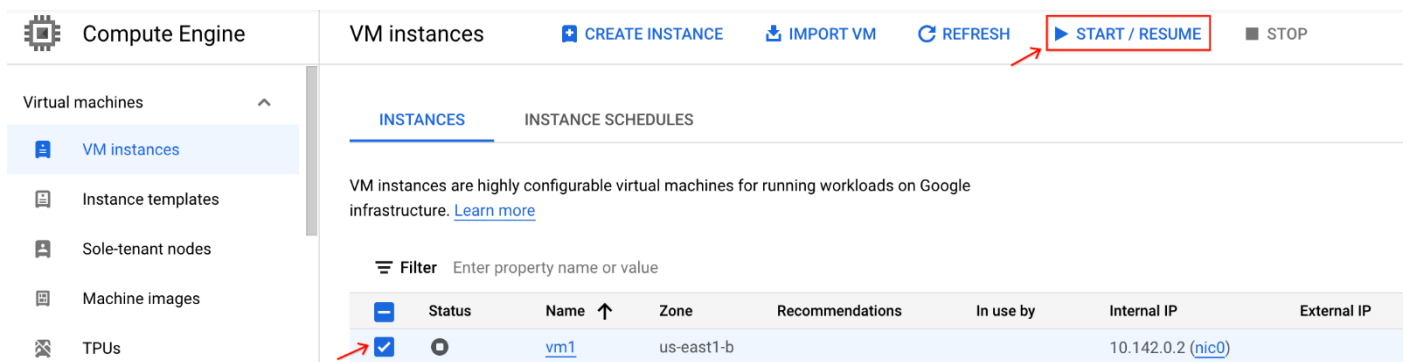 Compute Engine
VM instances
CREATE INSTANCE
IMPORT VM
REFRESH
START / RESUME
STOP
Virtual machines
VM instances
Instance templates
Sole-tenant nodes
Machine images
TPUs
INSTANCES
INSTANCE SCHEDULES
VM instances are highly configurable virtual machines for running workloads on Google
infrastructure. Learn more
Filter Enter property name or value
Status Name Zone Recommendations In use by Internal IP External IP
vm1 us-east1-b 10.142.0.2 (nic0)